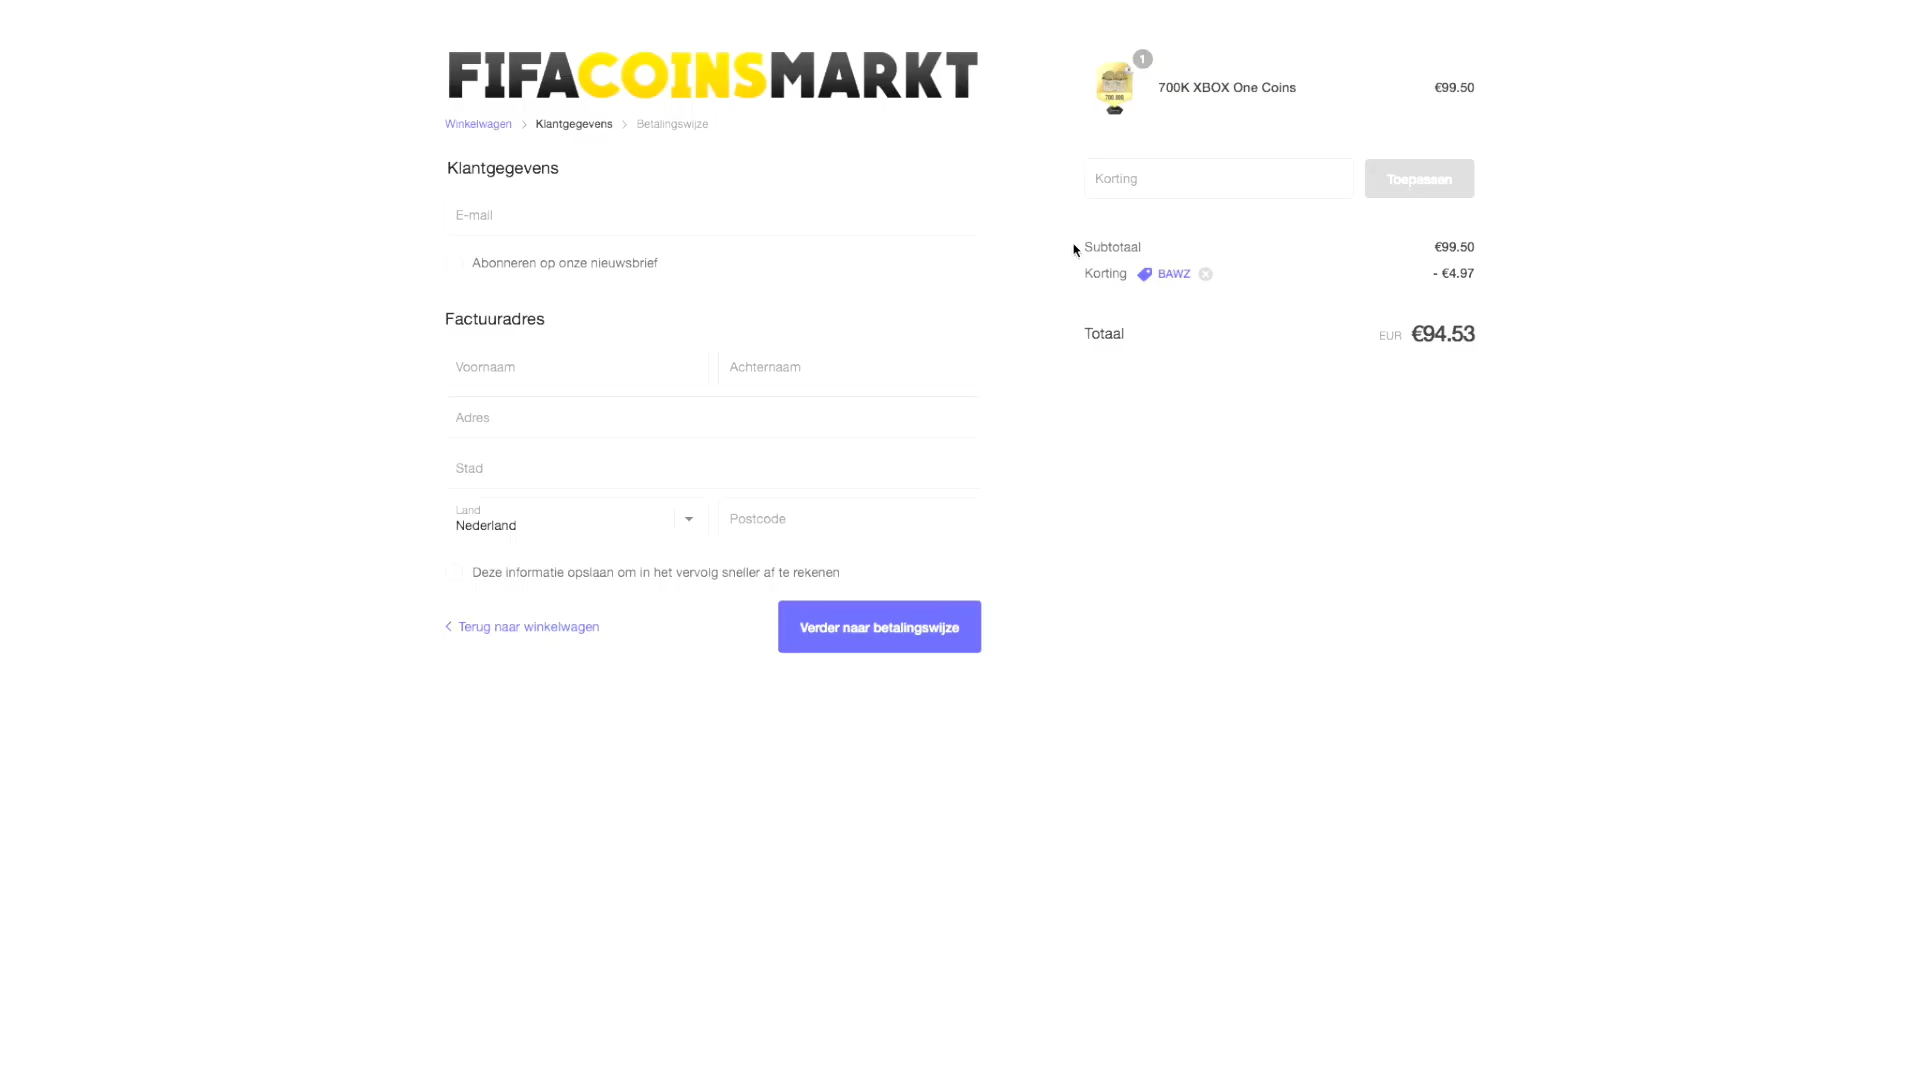 FIFACOINSMARKT
Winkelwagen > Klantgegevens > Betalingswijze
Klantgegevens
E-mail
Abonneren op onze nieuwsbrief
Factuuradres
Voornaam
Achternaam
Adres
Stad
Land
Nederland
Postcode
Deze informatie opslaan om in het vervolg sneller af te rekenen
< Terug naar winkelwagen
Verder naar betalingswijze
1
700K XBOX One Coins €99.50
Korting
Toepassen
Subtotaal €99.50
Korting BAWZ - €4.97
Totaal EUR €94.53